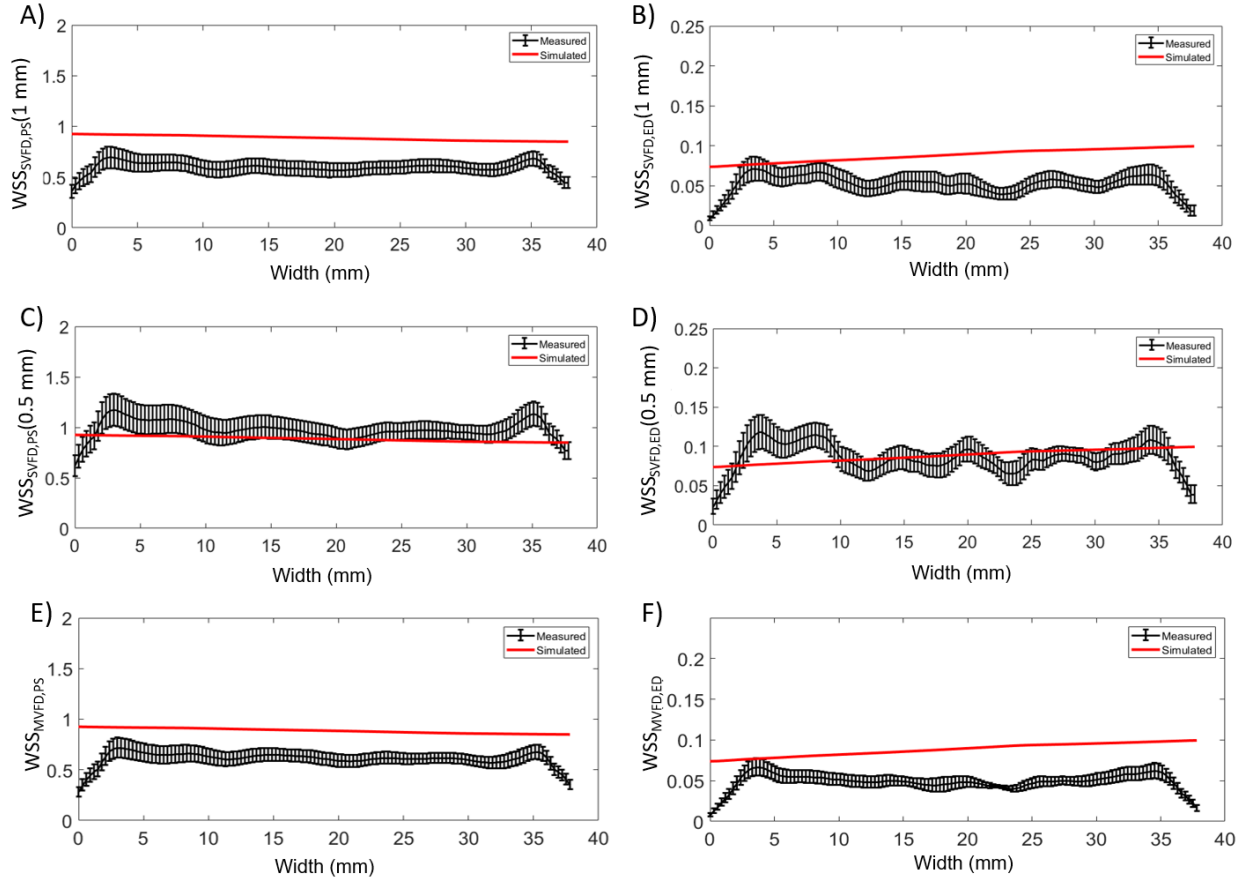 A)
WSS_SVFD,PS(1 mm)
2
1.5
1
0.5
0
Measured
Simulated
0 5 10 15 20 25 30 35 40
Width (mm)
B)
WSS_SVFD,ED(1 mm)
0.25
0.2
0.15
0.1
0.05
0
Measured
Simulated
0 5 10 15 20 25 30 35 40
Width (mm)
C)
WSS_SVFD,PS(0.5 mm)
2
1.5
1
0.5
0
Measured
Simulated
0 5 10 15 20 25 30 35 40
Width (mm)
D)
WSS_SVFD,ED(0.5 mm)
0.25
0.2
0.15
0.1
0.05
0
Measured
Simulated
0 5 10 15 20 25 30 35 40
Width (mm)
E)
WSS_MVFD,PS
2
1.5
1
0.5
0
Measured
Simulated
0 5 10 15 20 25 30 35 40
Width (mm)
F)
WSS_MVFD,ED
0.2
0.15
0.1
0.05
0
Measured
Simulated
0 5 10 15 20 25 30 35 40
Width (mm)